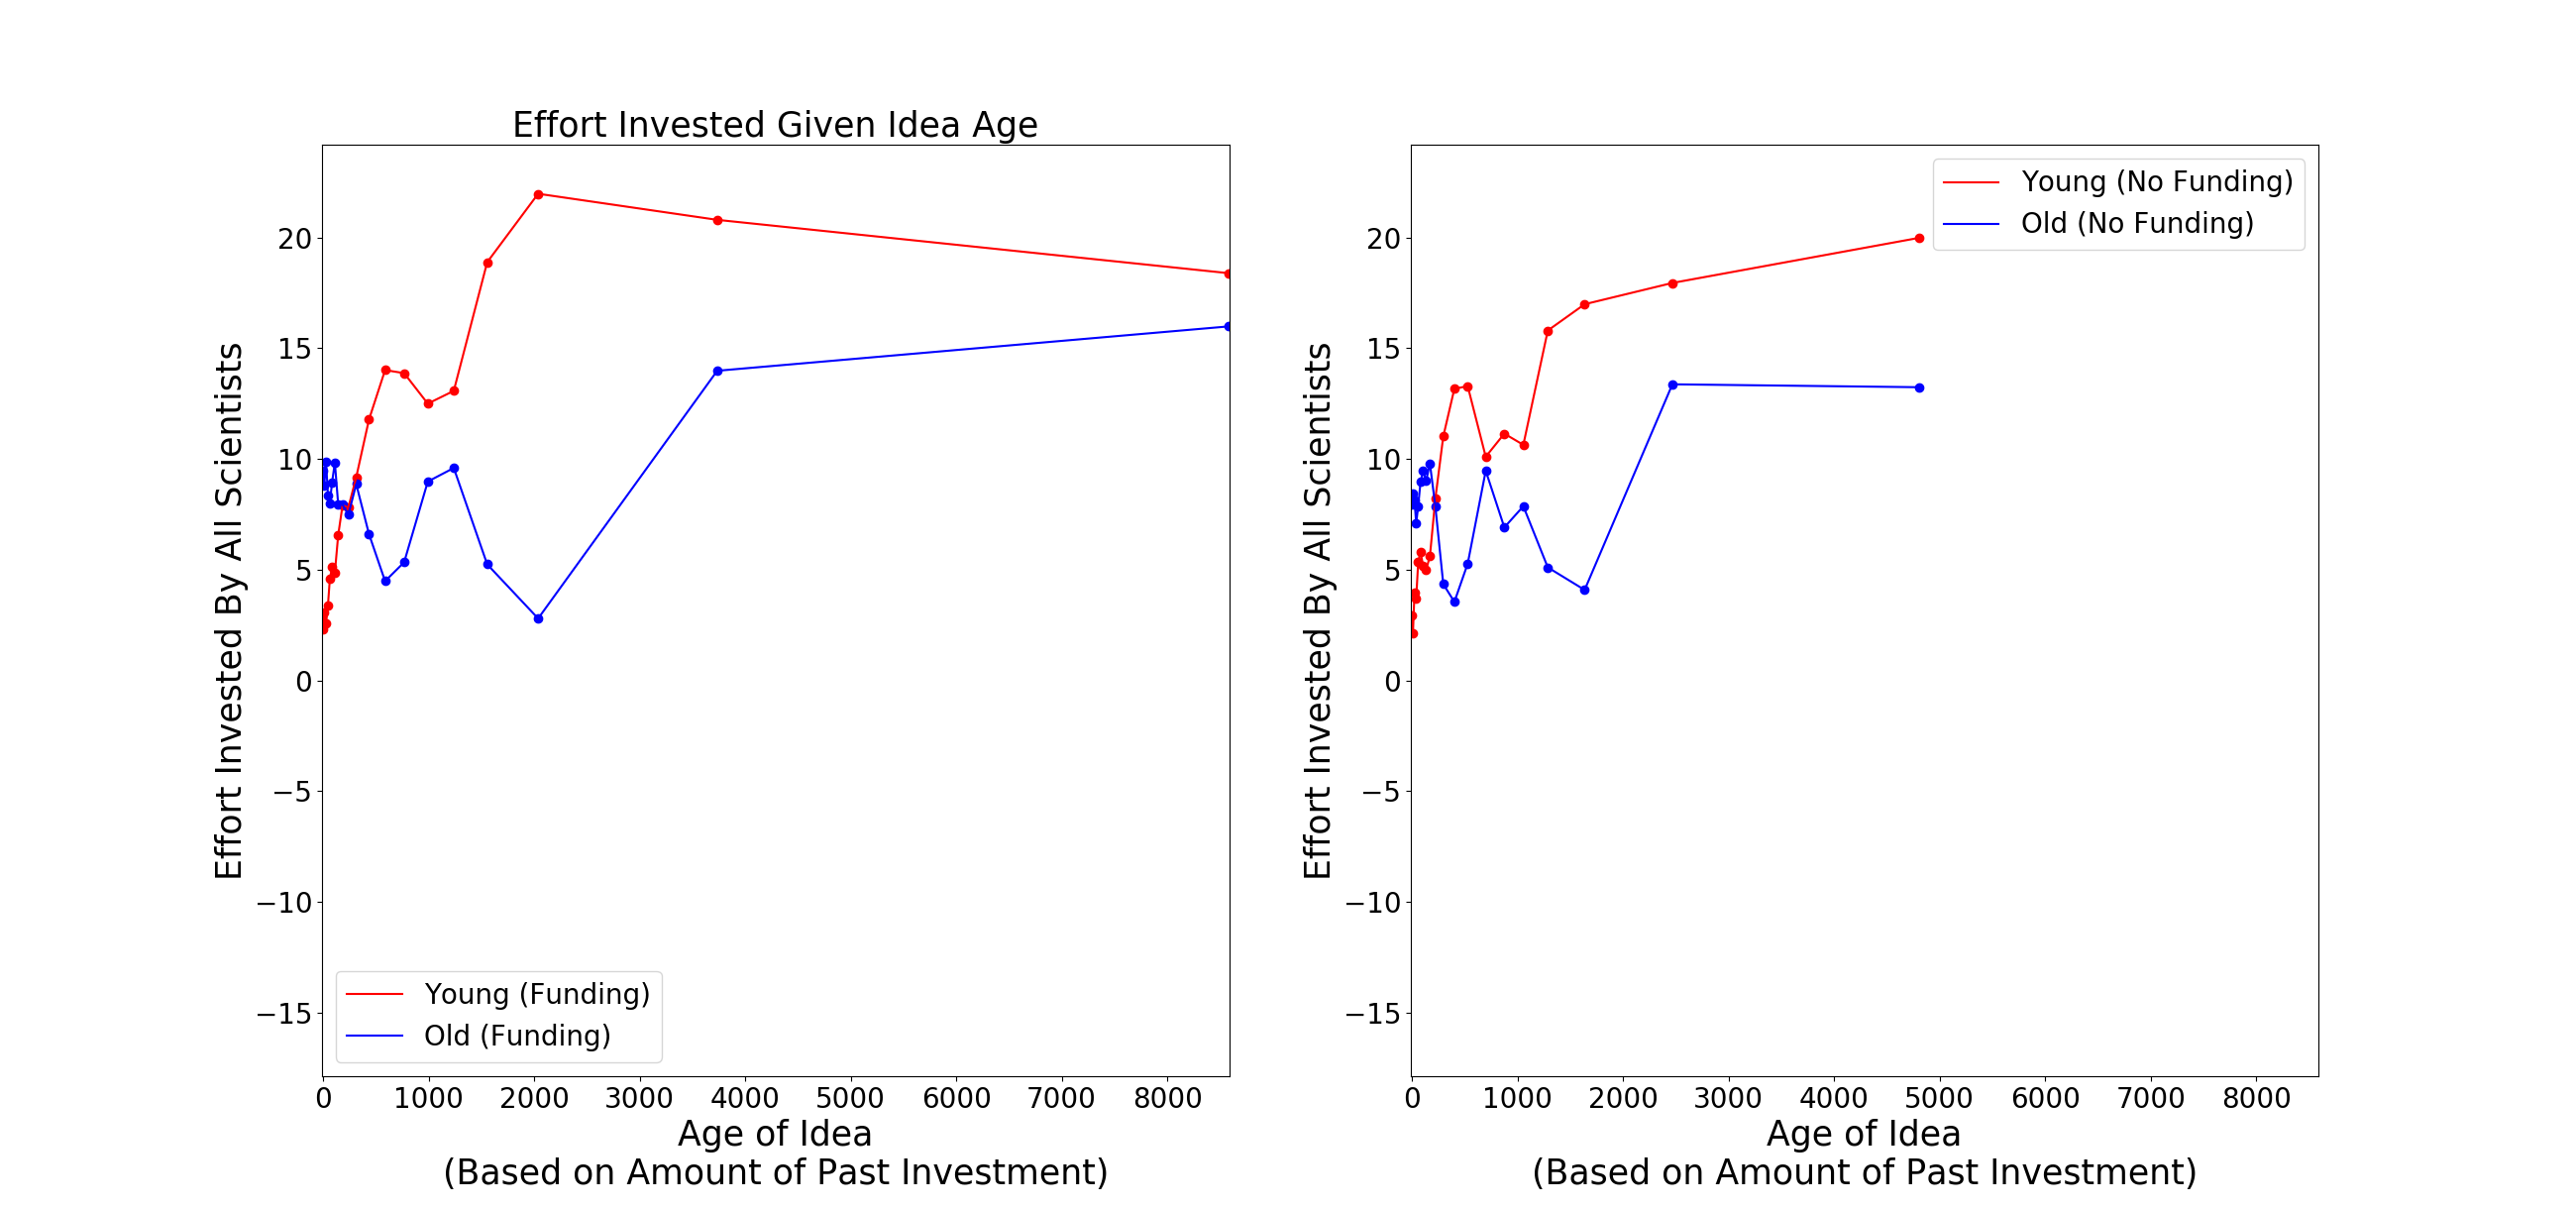 Effort Invested Given Idea Age
Effort Invested By All Scientists
20
15
10
5
0
−5
−10
−15
Young (Funding)
Old (Funding)
0 1000 2000 3000 4000 5000 6000 7000 8000
Age of Idea
(Based on Amount of Past Investment)
Effort Invested By All Scientists
20
15
10
5
0
−5
−10
−15
Young (No Funding)
Old (No Funding)
0 1000 2000 3000 4000 5000 6000 7000 8000
Age of Idea
(Based on Amount of Past Investment)